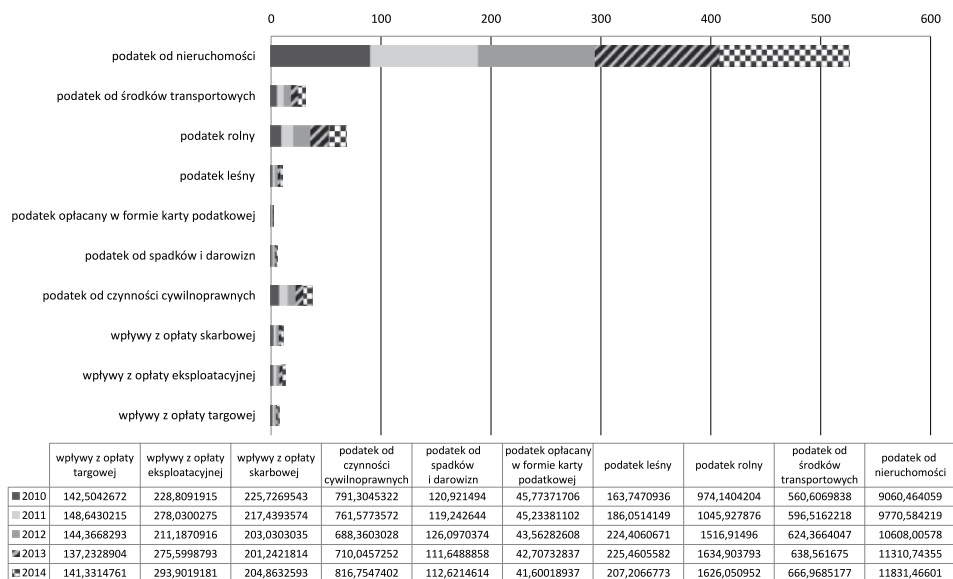 0 100 200 300 400 500 600
podatek od nieruchomości
podatek od środków transportowych
podatek rolny
podatek leśny
podatek opłacany w formie karty podatkowej
podatek od spadków i darowizn
podatek od czynności cywilnoprawnych
wpływy z opłaty skarbowej
wpływy z opłaty eksploatacyjnej
wpływy z opłaty targowej
wpływy z opłaty targowej wpływy z opłaty eksploatacyjnej wpływy z opłaty skarbowej podatek od czynności cywilnoprawnych podatek od spadków i darowizn podatek opłacany w formie karty podatkowej podatek leśny podatek rolny podatek od środków transportowych podatek od nieruchomości
2010 142,5042672 228,8091915 225,7269543 791,3045322 120,921494 45,77371706 163,7470936 974,1404204 560,6069838 9060,464059
2011 148,6430215 278,0300275 217,4393574 761,5773572 119,242644 45,23381102 186,0514149 1045,927876 596,5162218 9770,584219
2012 144,3668293 211,1870916 203,0303035 688,3603028 126,0970374 43,56282608 224,4060671 1516,91496 624,3664047 10608,00578
2013 137,2328904 275,5998793 201,2421814 710,0457252 111,6488858 42,70732837 225,4605582 1634,903793 638,561675 11310,74355
2014 141,3314761 293,9019181 204,8632593 816,7547402 112,6214614 41,60018937 207,2066773 1626,050952 666,9685177 11831,46601